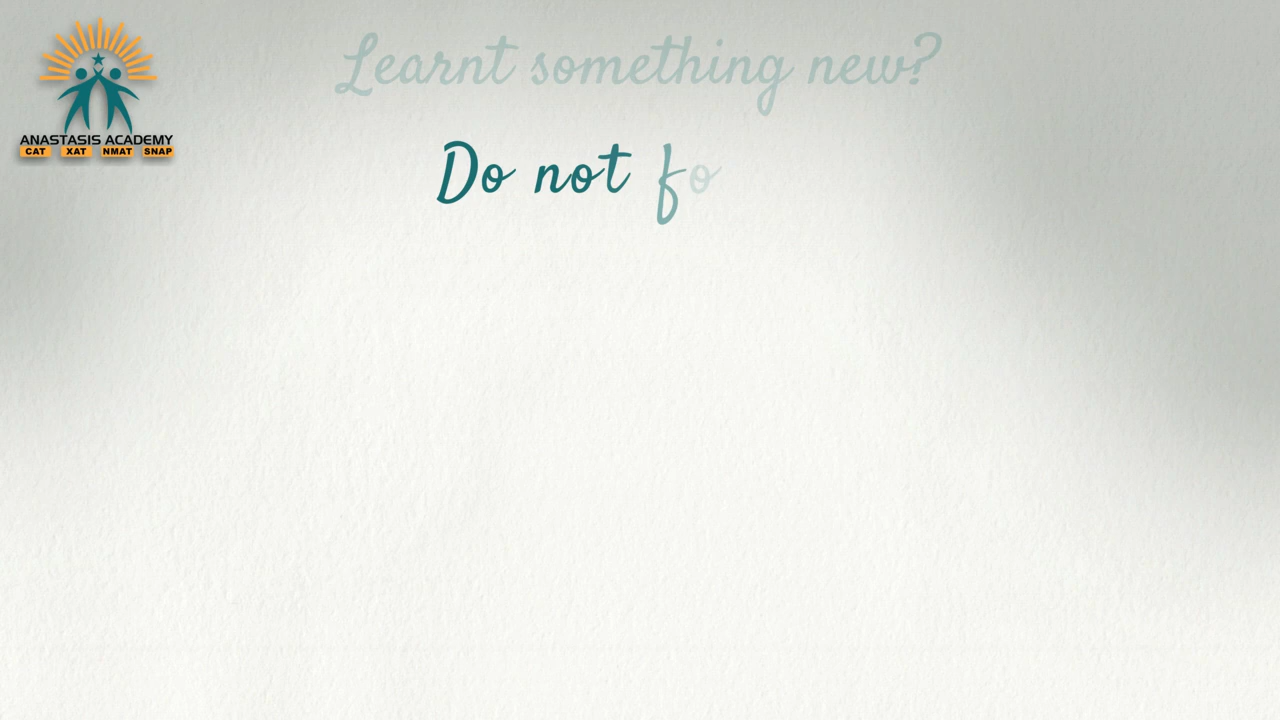 Learnt something new?
Do not fo
ANASTASIS ACADEMY
CAT XAT NMAT SNAP